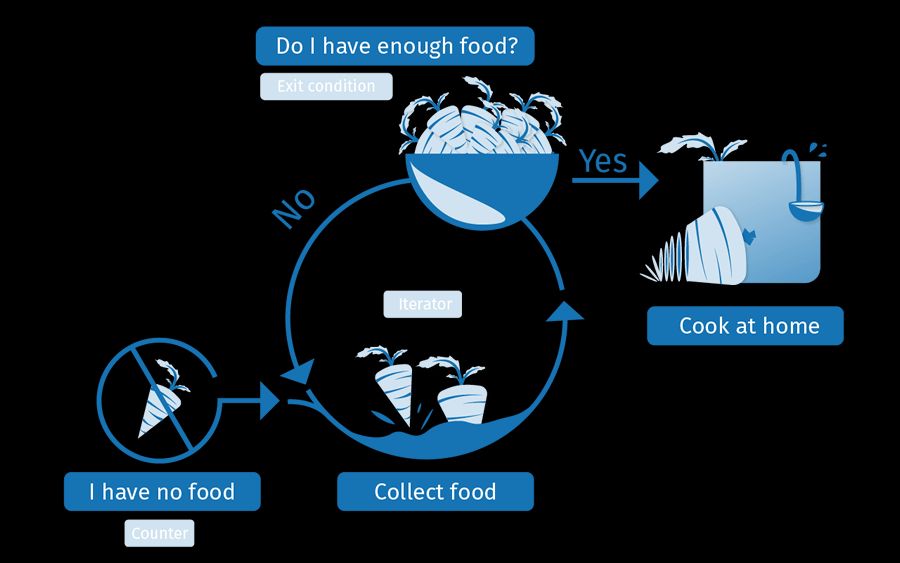 Do I have enough food?
Exit condition
Yes
No
Iterator
Cook at home
I have no food
Collect food
Counter